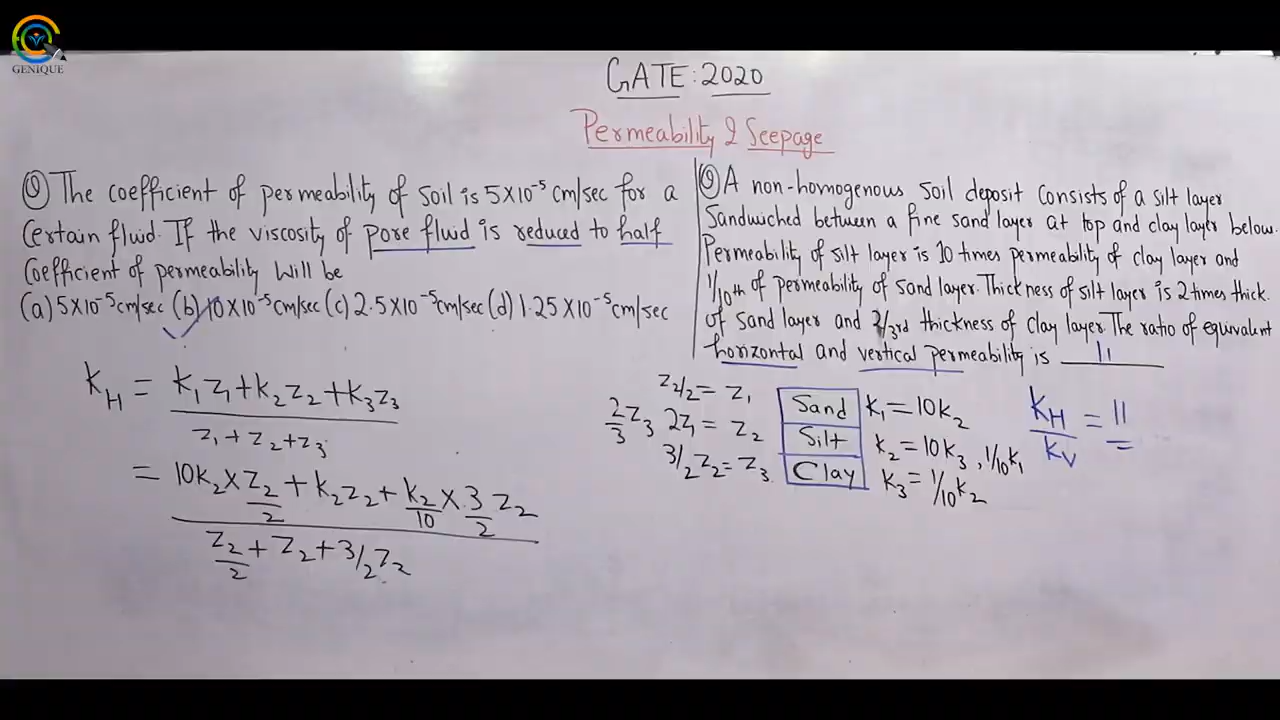 GENIQUE
GATE: 2020
Permeability & Seepage
Q The coefficient of permeability of soil is 5×10⁻⁵ cm/sec for a
Certain fluid. If the viscosity of pore fluid is reduced to half
Coefficient of permeability will be
(a) 5×10⁻⁵ cm/sec (b) 10×10⁻⁵ cm/sec (c) 2.5×10⁻⁵ cm/sec (d) 1.25×10⁻⁵ cm/sec
K_H = K₁Z₁+K₂Z₂+K₃Z₃
Z₁+Z₂+Z₃
= 10K₂×Z₂/2 + K₂Z₂ + K₂/10 × 3/2 Z₂
Z₂/2 + Z₂ + 3/2 Z₂
Q A non-homogenous Soil deposit Consists of a silt layer
Sandwiched between a fine sand layer at top and clay layer below.
Permeability of silt layer is 10 times permeability of clay layer and
1/10th of permeability of sand layer. Thickness of silt layer is 2 times thick.
of sand layer and 2/3rd thickness of clay layer. The ratio of equivalent
horizontal and vertical permeability is 11
Z₂/2 = Z₁ Sand K₁ = 10K₂
2/3 Z₃ 2Z₁ = Z₂ Silt K₂ = 10K₃, 1/10K₁
3/2 Z₂ = Z₃ Clay K₃ = 1/10K₂
K_H/K_V = 11